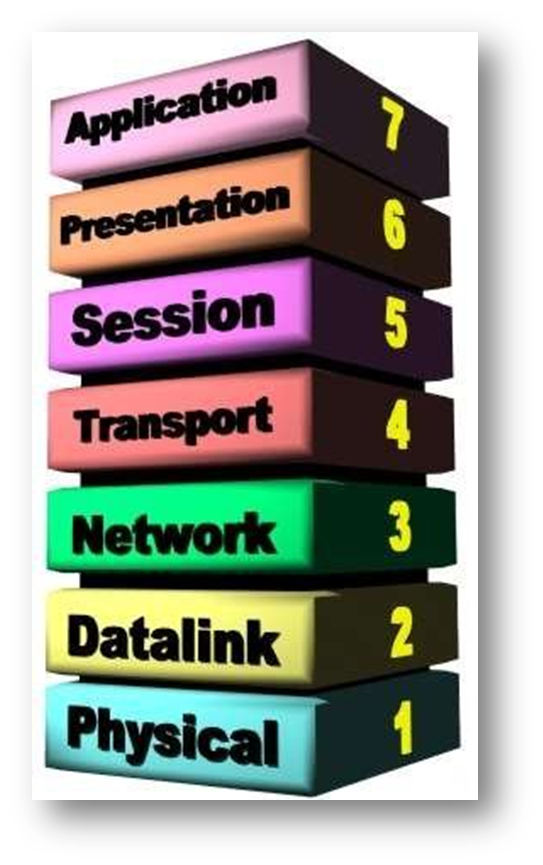 Application 7
Presentation 6
Session 5
Transport 4
Network 3
Datalink 2
Physical 1